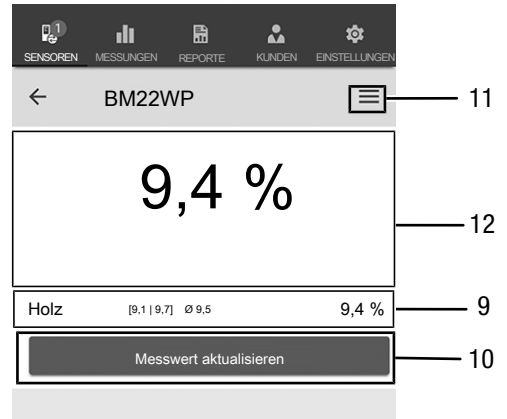 1
SENSOREN MESSUNGEN REPORTE KUNDEN EINSTELLUNGEN
BM22WP
11
9,4 %
12
Holz [9,1 | 9,7] Ø 9,5 9,4 %
9
Messwert aktualisieren
10